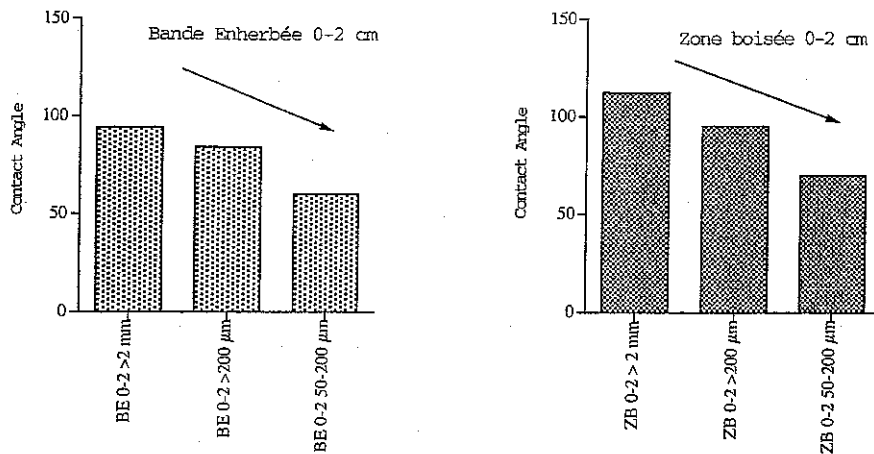 150
Bande Enherbée 0-2 cm
100
50
0
Contact Angle
BE 0-2 >2 mm
BE 0-2 >200 µm
BE 0-2 50-200 µm
150
Zone boisée 0-2 cm
100
50
0
Contact Angle
ZB 0-2 > 2 mm
ZB 0-2 >200 µm
ZB 0-2 50-200 µm